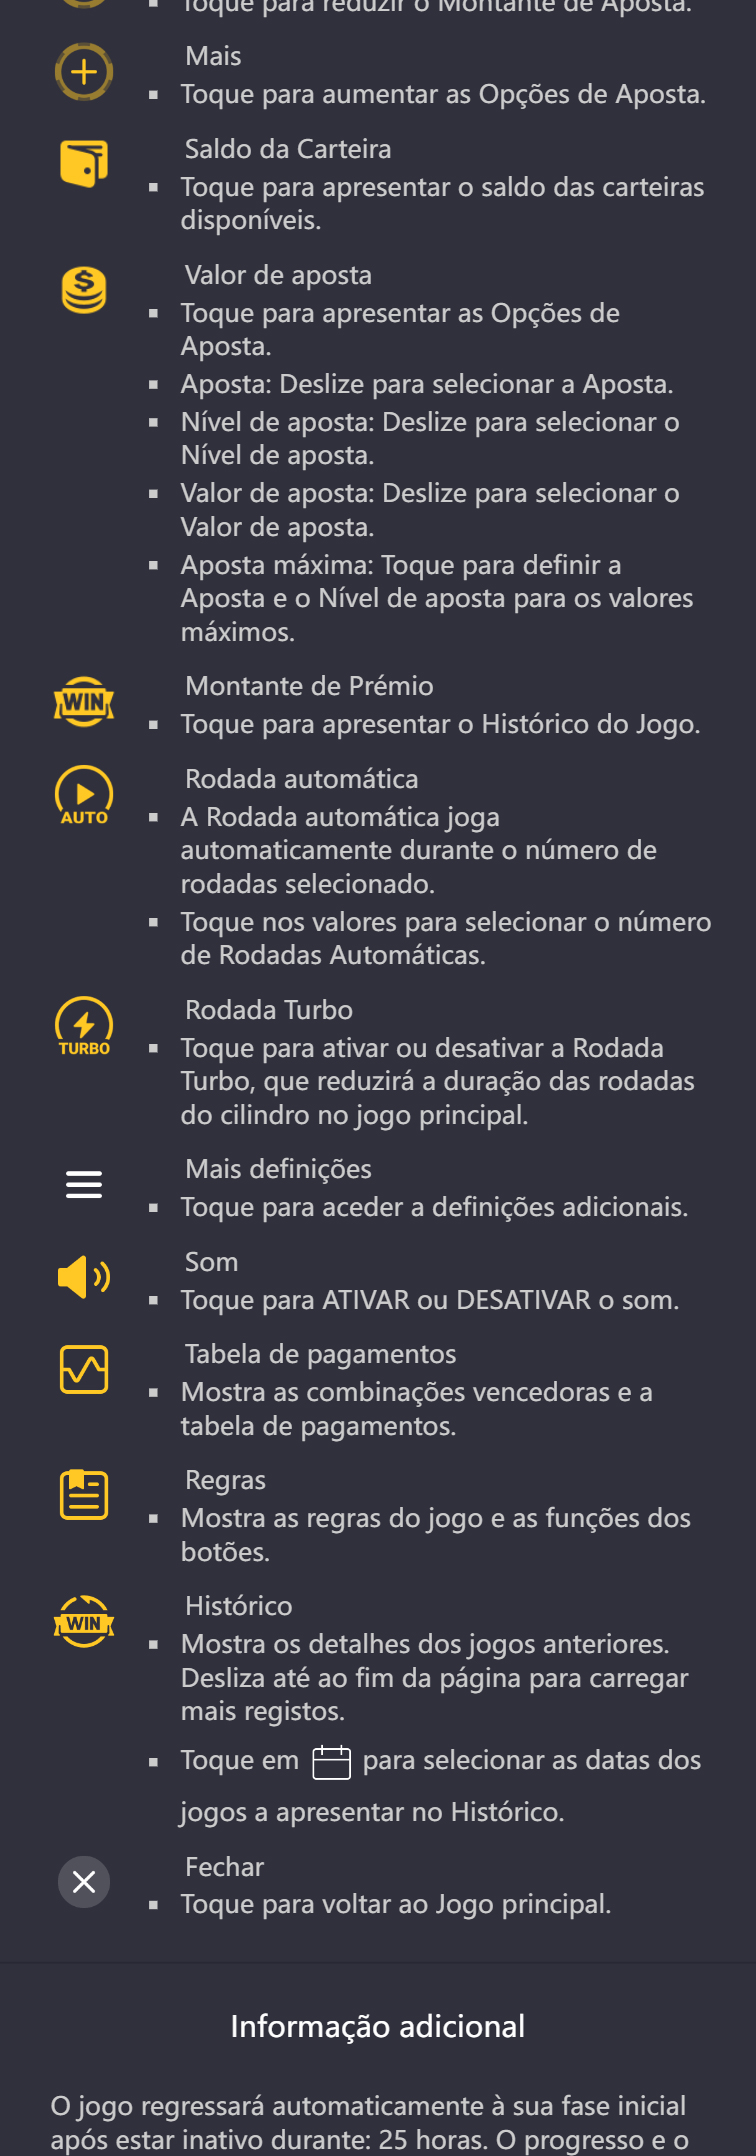 Toque para reduzir o Montante de Aposta.
Mais
Toque para aumentar as Opções de Aposta.
Saldo da Carteira
Toque para apresentar o saldo das carteiras
disponíveis.
Valor de aposta
Toque para apresentar as Opções de
Aposta.
Aposta: Deslize para selecionar a Aposta.
Nível de aposta: Deslize para selecionar o
Nível de aposta.
Valor de aposta: Deslize para selecionar o
Valor de aposta.
Aposta máxima: Toque para definir a
Aposta e o Nível de aposta para os valores
máximos.
WIN
Montante de Prémio
Toque para apresentar o Histórico do Jogo.
AUTO
Rodada automática
A Rodada automática joga
automaticamente durante o número de
rodadas selecionado.
Toque nos valores para selecionar o número
de Rodadas Automáticas.
TURBO
Rodada Turbo
Toque para ativar ou desativar a Rodada
Turbo, que reduzirá a duração das rodadas
do cilindro no jogo principal.
Mais definições
Toque para aceder a definições adicionais.
Som
Toque para ATIVAR ou DESATIVAR o som.
Tabela de pagamentos
Mostra as combinações vencedoras e a
tabela de pagamentos.
Regras
Mostra as regras do jogo e as funções dos
botões.
WIN
Histórico
Mostra os detalhes dos jogos anteriores.
Desliza até ao fim da página para carregar
mais registos.
Toque em para selecionar as datas dos
jogos a apresentar no Histórico.
Fechar
Toque para voltar ao Jogo principal.
Informação adicional
O jogo regressará automaticamente à sua fase inicial
após estar inativo durante: 25 horas. O progresso e o